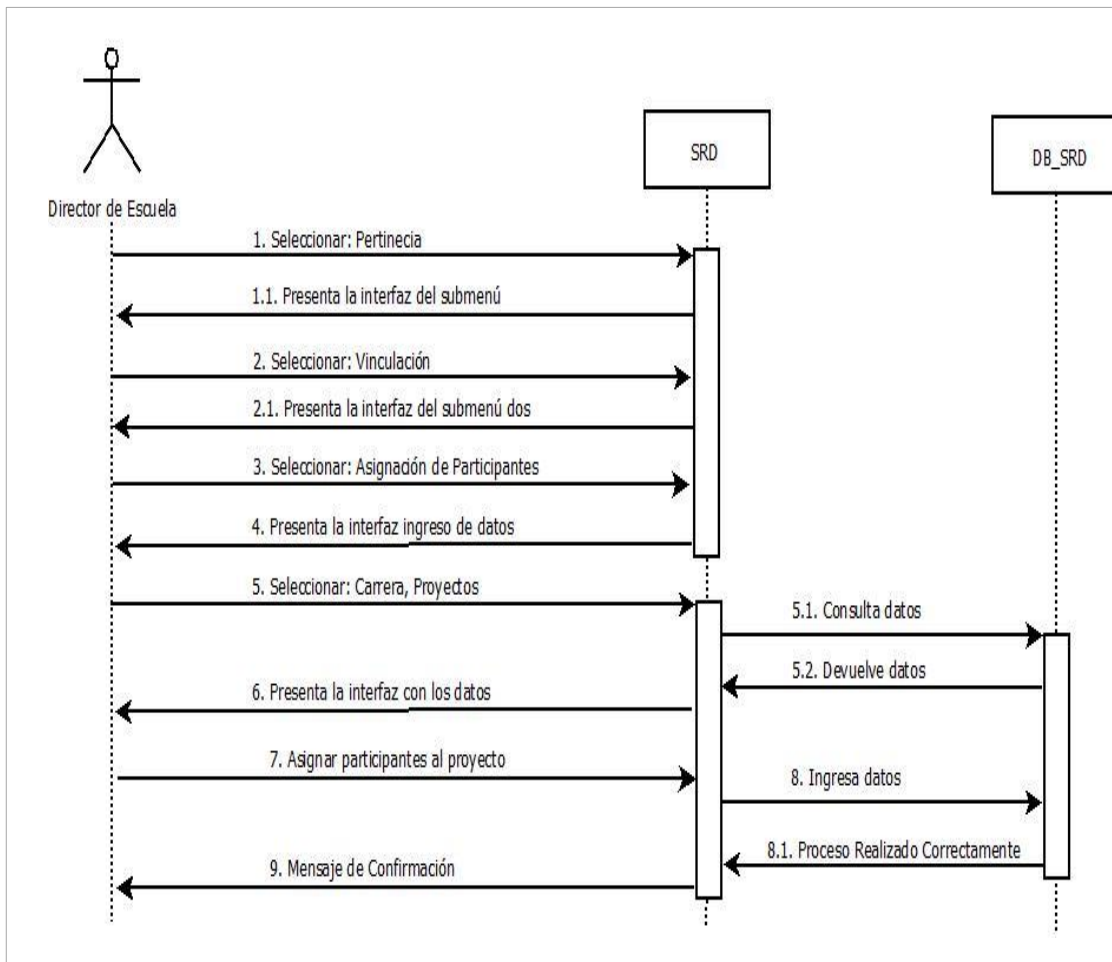 SRD
DB_SRD
Director de Escuela
1. Seleccionar: Pertinecia
1.1. Presenta la interfaz del submenú
2. Seleccionar: Vinculación
2.1. Presenta la interfaz del submenú dos
3. Seleccionar: Asignación de Participantes
4. Presenta la interfaz ingreso de datos
5. Seleccionar: Carrera, Proyectos
5.1. Consulta datos
5.2. Devuelve datos
6. Presenta la interfaz con los datos
7. Asignar participantes al proyecto
8. Ingresa datos
8.1. Proceso Realizado Correctamente
9. Mensaje de Confirmación